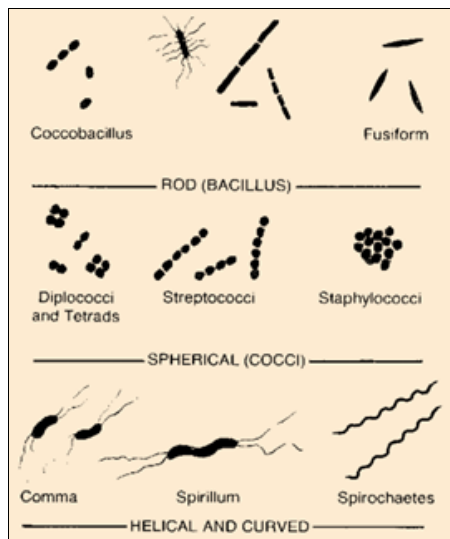 Coccobacillus
Fusiform
ROD (BACILLUS)
Diplococci
and Tetrads
Streptococci
Staphylococci
SPHERICAL (COCCI)
Comma
Spirillum
Spirochaetes
HELICAL AND CURVED